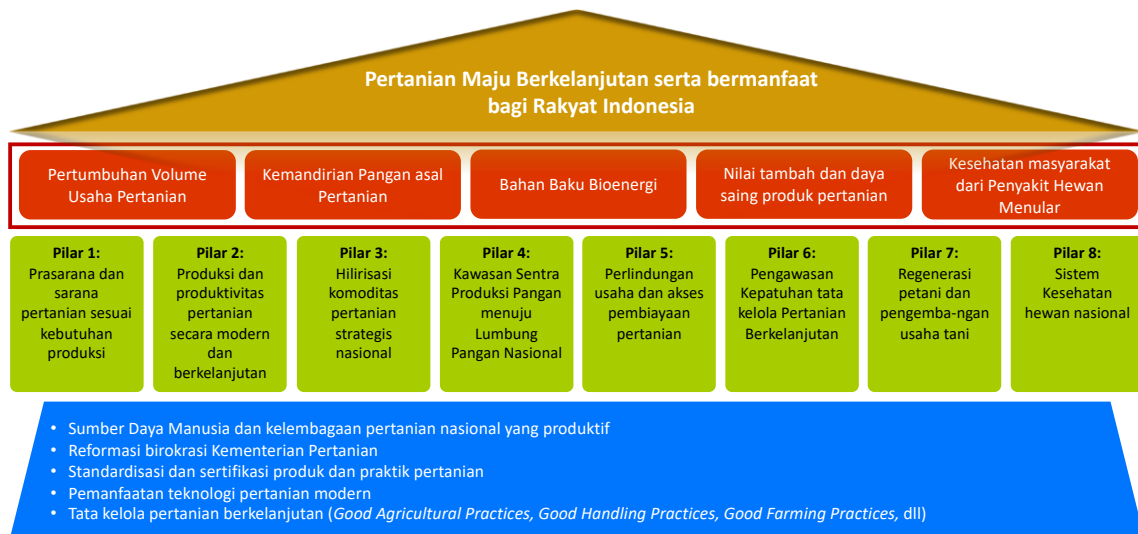 Pertanian Maju Berkelanjutan serta bermanfaat
bagi Rakyat Indonesia
Pertumbuhan Volume
Usaha Pertanian
Kemandirian Pangan asal
Pertanian
Bahan Baku Bioenergi
Nilai tambah dan daya
saing produk pertanian
Kesehatan masyarakat
dari Penyakit Hewan
Menular
Pilar 1:
Prasarana dan
sarana
pertanian sesuai
kebutuhan
produksi
Pilar 2:
Produksi dan
produktivitas
pertanian
secara modern
dan
berkelanjutan
Pilar 3:
Hilirisasi
komoditas
pertanian
strategis
nasional
Pilar 4:
Kawasan Sentra
Produksi Pangan
menuju
Lumbung
Pangan Nasional
Pilar 5:
Perlindungan
usaha dan akses
pembiayaan
pertanian
Pilar 6:
Pengawasan
Kepatuhan tata
kelola Pertanian
Berkelanjutan
Pilar 7:
Regenerasi
petani dan
pengemba-ngan
usaha tani
Pilar 8:
Sistem
Kesehatan
hewan nasional
• Sumber Daya Manusia dan kelembagaan pertanian nasional yang produktif
• Reformasi birokrasi Kementerian Pertanian
• Standardisasi dan sertifikasi produk dan praktik pertanian
• Pemanfaatan teknologi pertanian modern
• Tata kelola pertanian berkelanjutan (Good Agricultural Practices, Good Handling Practices, Good Farming Practices, dll)